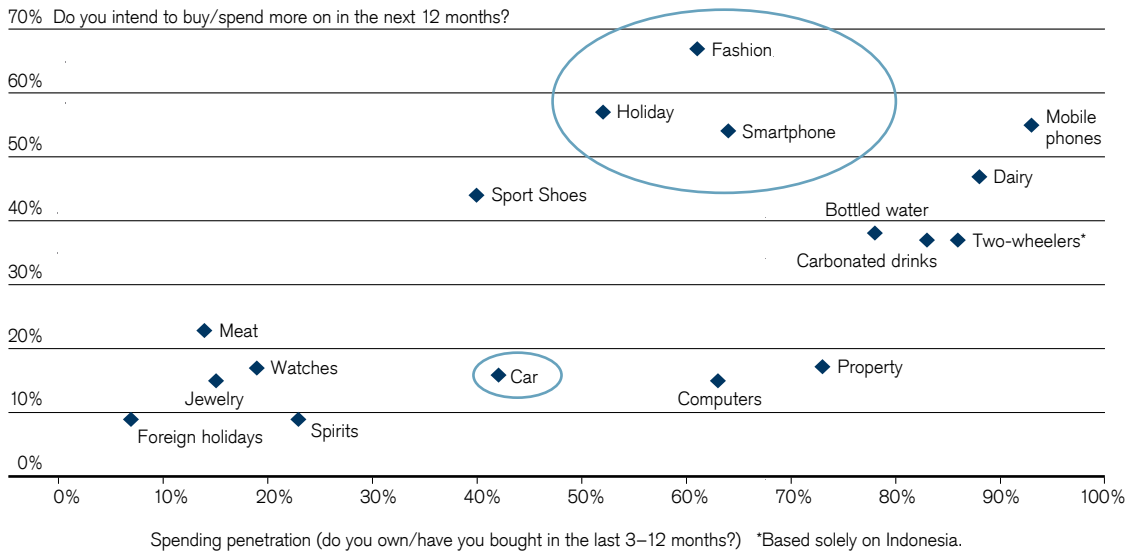 70% Do you intend to buy/spend more on in the next 12 months?
Fashion
60%
Holiday
Smartphone
Mobile
phones
50%
Dairy
Sport Shoes
40%
Bottled water
Two-wheelers*
Carbonated drinks
30%
Meat
20%
Watches
Car
Property
Jewelry
Computers
10%
Foreign holidays
Spirits
0%
0% 10% 20% 30% 40% 50% 60% 70% 80% 90% 100%
Spending penetration (do you own/have you bought in the last 3–12 months?) *Based solely on Indonesia.